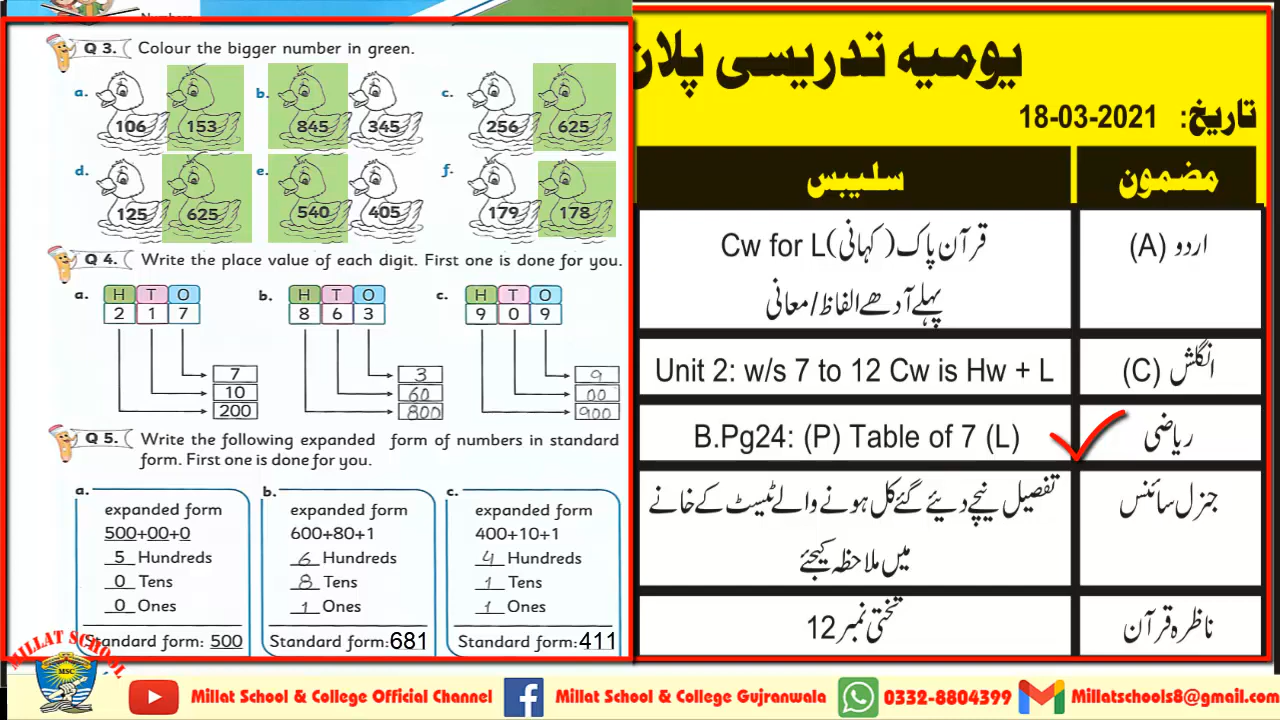 Numbers
Q 3. Colour the bigger number in green.
a. 106 153 b. 845 345 c. 256 625
d. 125 625 e. 540 405 f. 179 178
Q 4. Write the place value of each digit. First one is done for you.
a. H T O b. H T O c. H T O
2 1 7 8 6 3 9 0 9
7 3 9
10 60 00
200 800 900
Q 5. Write the following expanded form of numbers in standard
form. First one is done for you.
a. b. c.
expanded form expanded form expanded form
500+00+0 600+80+1 400+10+1
5 Hundreds 6 Hundreds 4 Hundreds
0 Tens 8 Tens 1 Tens
0 Ones 1 Ones 1 Ones
Standard form: 500 Standard form:681 Standard form:411
یومیہ تدریسی پلان
تاریخ: 18-03-2021
مضمون سلیبس
اردو (A) قرآن پاک (کہانی) Cw for L
پہلے آدھے الفاظ/معانی
انگلش (C) Unit 2: w/s 7 to 12 Cw is Hw + L
ریاضی B.Pg24: (P) Table of 7 (L)
جنرل سائنس تفصیل نیچے دیئے گئے کل ہونے والے ٹیسٹ کے خانے
میں ملاحظہ کیجئے
ناظرہ قرآن تختی نمبر 12
MILLAT SCHOOL
MSC
Millat School & College Official Channel Millat School & College Gujranwala 0332-8804399 Millatschools8@gmail.com